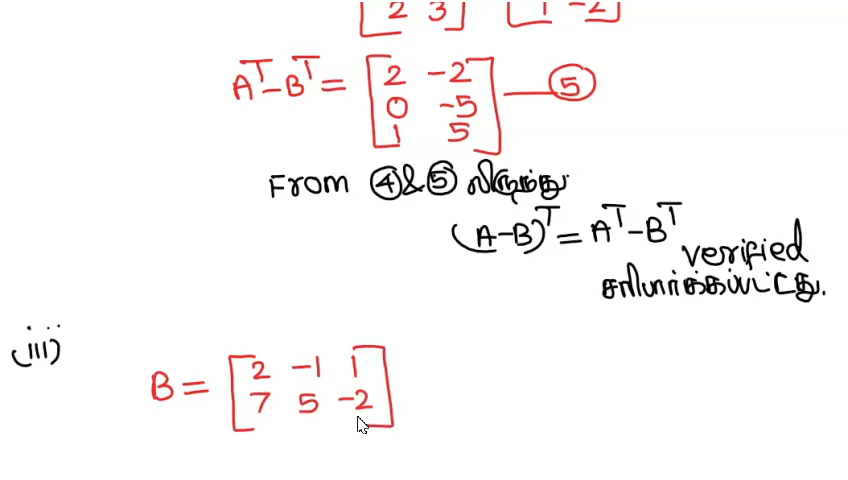 [2 3] [1 -2]
Aᵀ-Bᵀ = [2 -2
0 -5
1 5] — ⑤
From ④&⑤ லிருந்து
(A-B)ᵀ = Aᵀ-Bᵀ
verified
சரிபார்க்கப்பட்டது.
(iii)
B = [2 -1 1
7 5 -2]